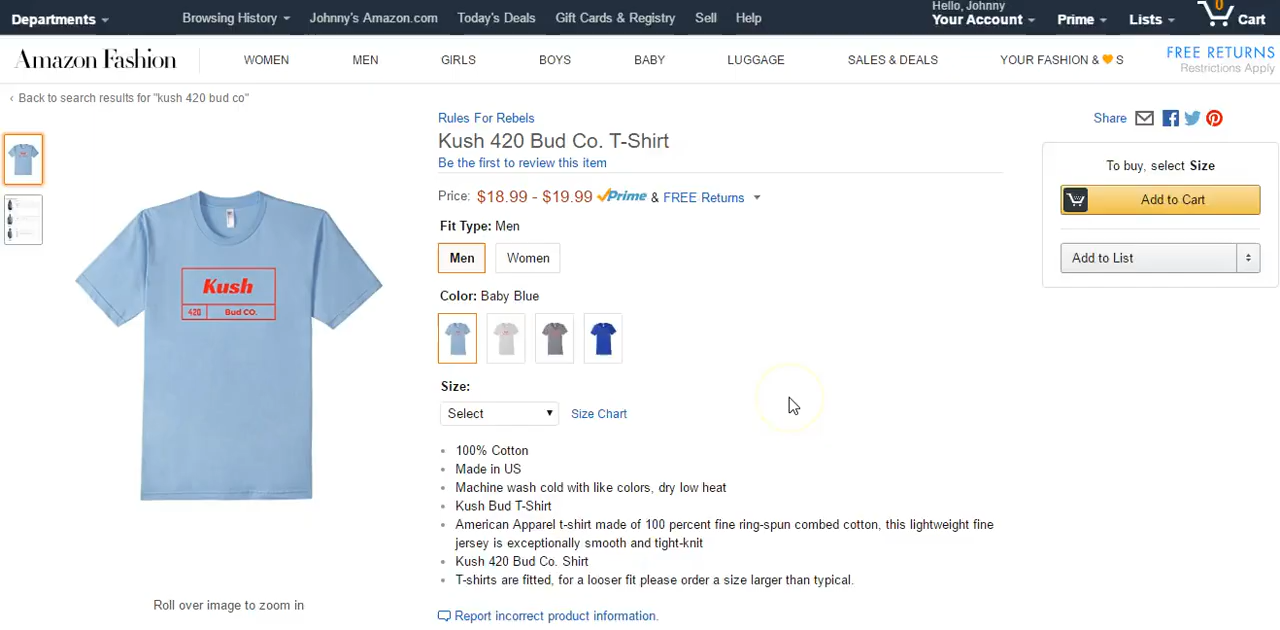 Departments
Browsing History
Johnny's Amazon.com
Today's Deals
Gift Cards & Registry
Sell
Help
Hello, Johnny
Your Account
Prime
Lists
0
Cart
Amazon Fashion
WOMEN
MEN
GIRLS
BOYS
BABY
LUGGAGE
SALES & DEALS
YOUR FASHION & 🧡 S
FREE RETURNS
Restrictions Apply
‹ Back to search results for "kush 420 bud co"
Rules For Rebels
Kush 420 Bud Co. T-Shirt
Be the first to review this item
Price: $18.99 - $19.99 Prime & FREE Returns
Fit Type: Men
Men
Women
Color: Baby Blue
Size:
Select
Size Chart
• 100% Cotton
• Made in US
• Machine wash cold with like colors, dry low heat
• Kush Bud T-Shirt
• American Apparel t-shirt made of 100 percent fine ring-spun combed cotton, this lightweight fine
jersey is exceptionally smooth and tight-knit
• Kush 420 Bud Co. Shirt
• T-shirts are fitted, for a looser fit please order a size larger than typical.
Report incorrect product information.
Kush
420 Bud CO.
Roll over image to zoom in
Share
To buy, select Size
Add to Cart
Add to List